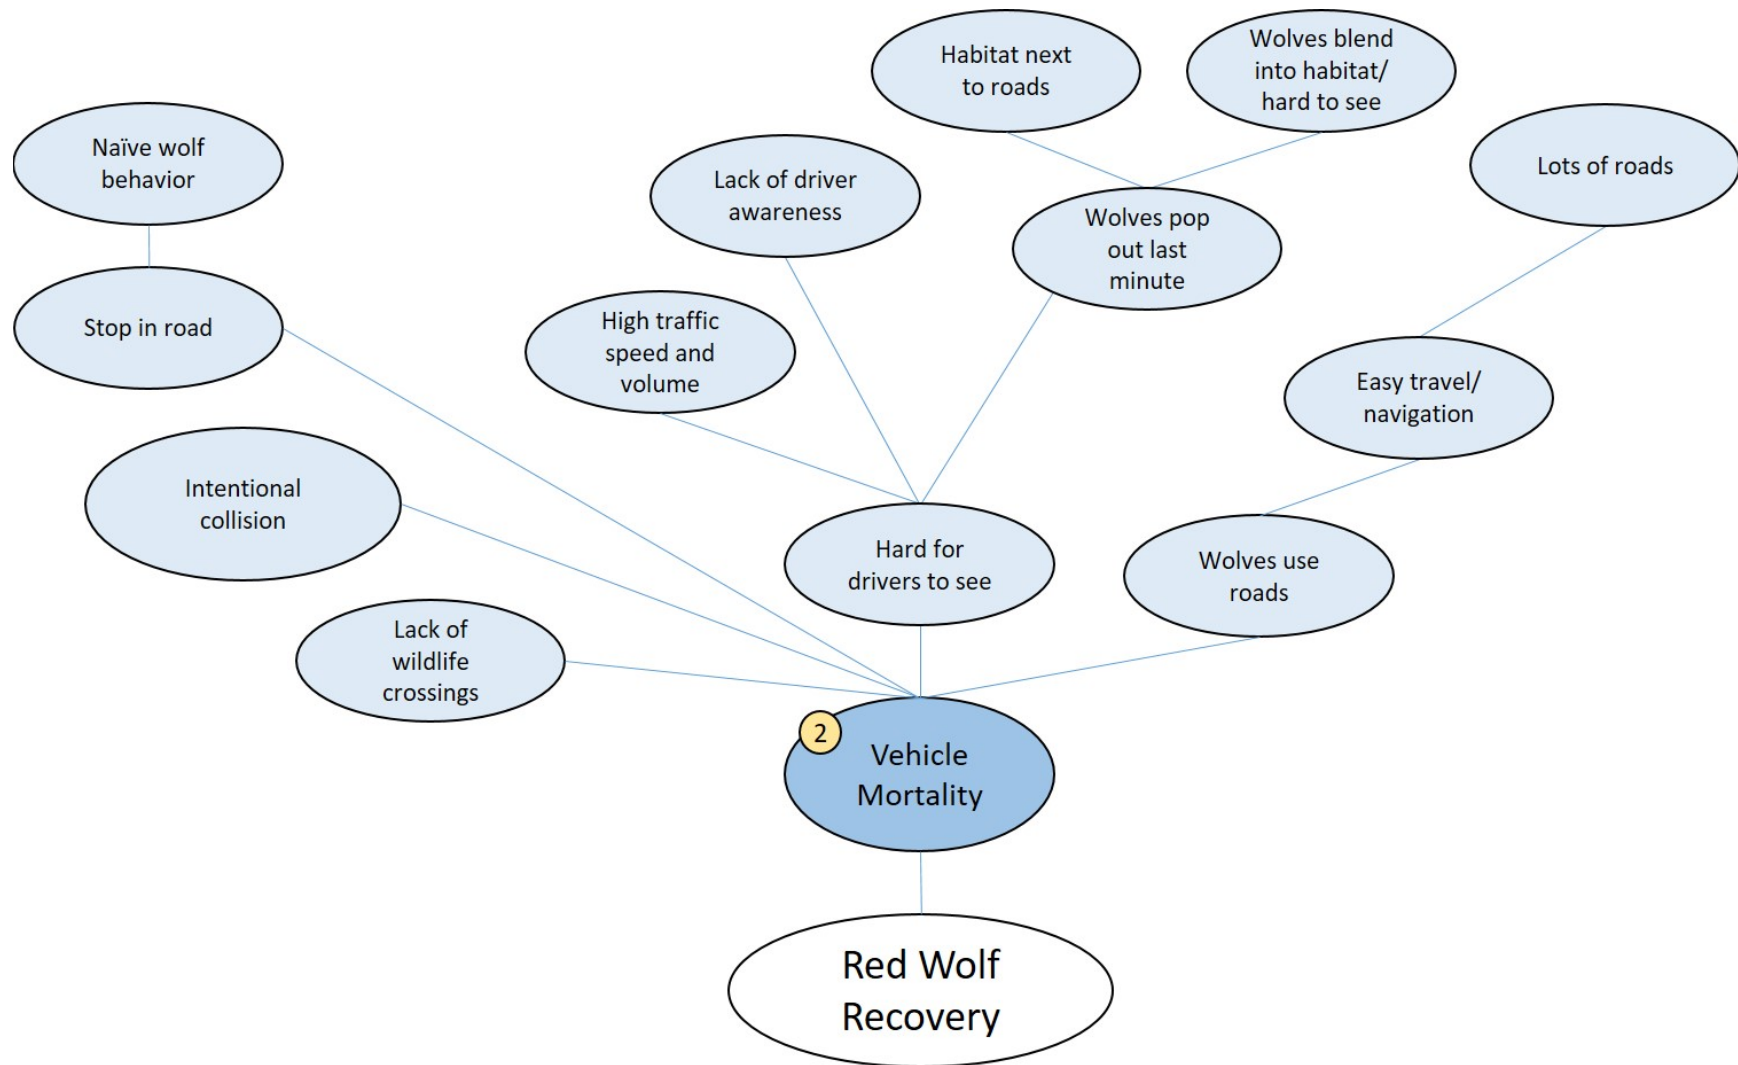 Habitat next
to roads
Wolves blend
into habitat/
hard to see
Naïve wolf
behavior
Lack of driver
awareness
Lots of roads
Wolves pop
out last
minute
Stop in road
High traffic
speed and
volume
Easy travel/
navigation
Intentional
collision
Hard for
drivers to see
Wolves use
roads
Lack of
wildlife
crossings
2
Vehicle
Mortality
Red Wolf
Recovery